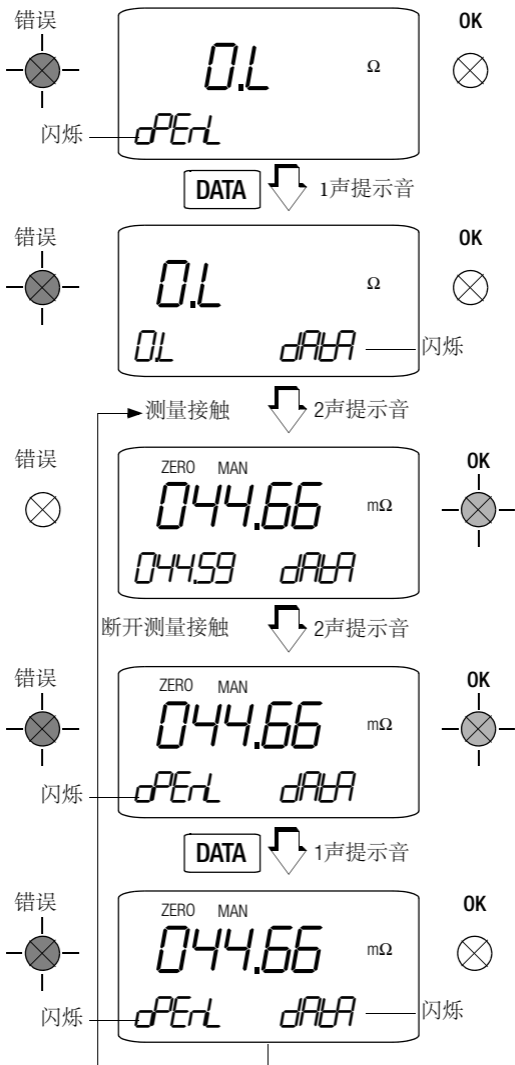 错误
OK
0.L Ω
闪烁
oPEnL
DATA 1声提示音
错误
OK
0.L Ω
0.L dAtA 闪烁
测量接触 2声提示音
错误
OK
ZERO MAN
044.66 mΩ
044.59 dAtA
断开测量接触 2声提示音
错误
OK
ZERO MAN
044.66 mΩ
闪烁 oPEnL dAtA
DATA 1声提示音
错误
OK
ZERO MAN
044.66 mΩ
闪烁 oPEnL dAtA 闪烁